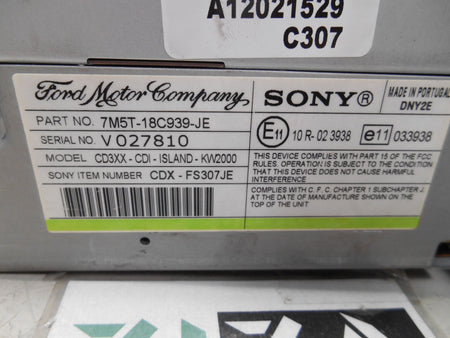 A12021529
C307
Ford Motor Company
SONY®
MADE IN PORTUGAL
DNY2E
PART NO. 7M5T-18C939-JE
SERIAL NO. V 027810
MODEL CD3XX - CDI - ISLAND - KW2000
SONY ITEM NUMBER CDX - FS307JE
E11 10 R- 02 3938 e11 033938
THIS DEVICE COMPLIES WITH PART 15 OF THE FCC
RULES. OPERATION IS SUBJECT TO THE CONDITION
THAT THIS DEVICE DOES NOT CAUSE HARMFUL
INTERFERENCE
COMPLIES WITH C. F. C. CHAPTER 1 SUBCHAPTER J,
AT THE DATE OF MANUFACTURE SHOWN ON THE
TOP OF THE UNIT